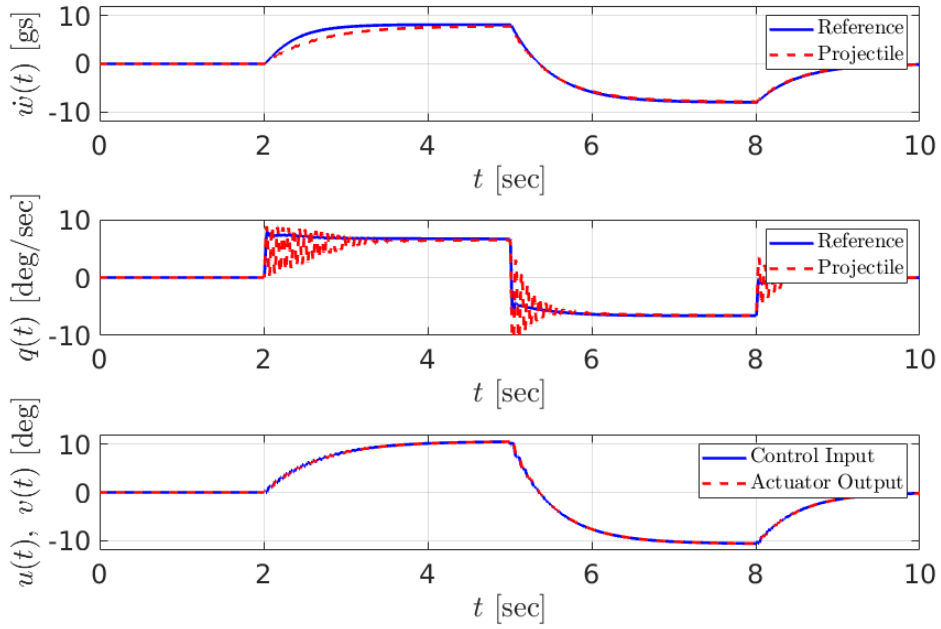 ẇ(t) [gs]
10
0
-10
Reference
Projectile
0 2 4 6 8 10
t [sec]
q(t) [deg/sec]
10
0
-10
Reference
Projectile
0 2 4 6 8 10
t [sec]
u(t), v(t) [deg]
10
0
-10
Control Input
Actuator Output
0 2 4 6 8 10
t [sec]